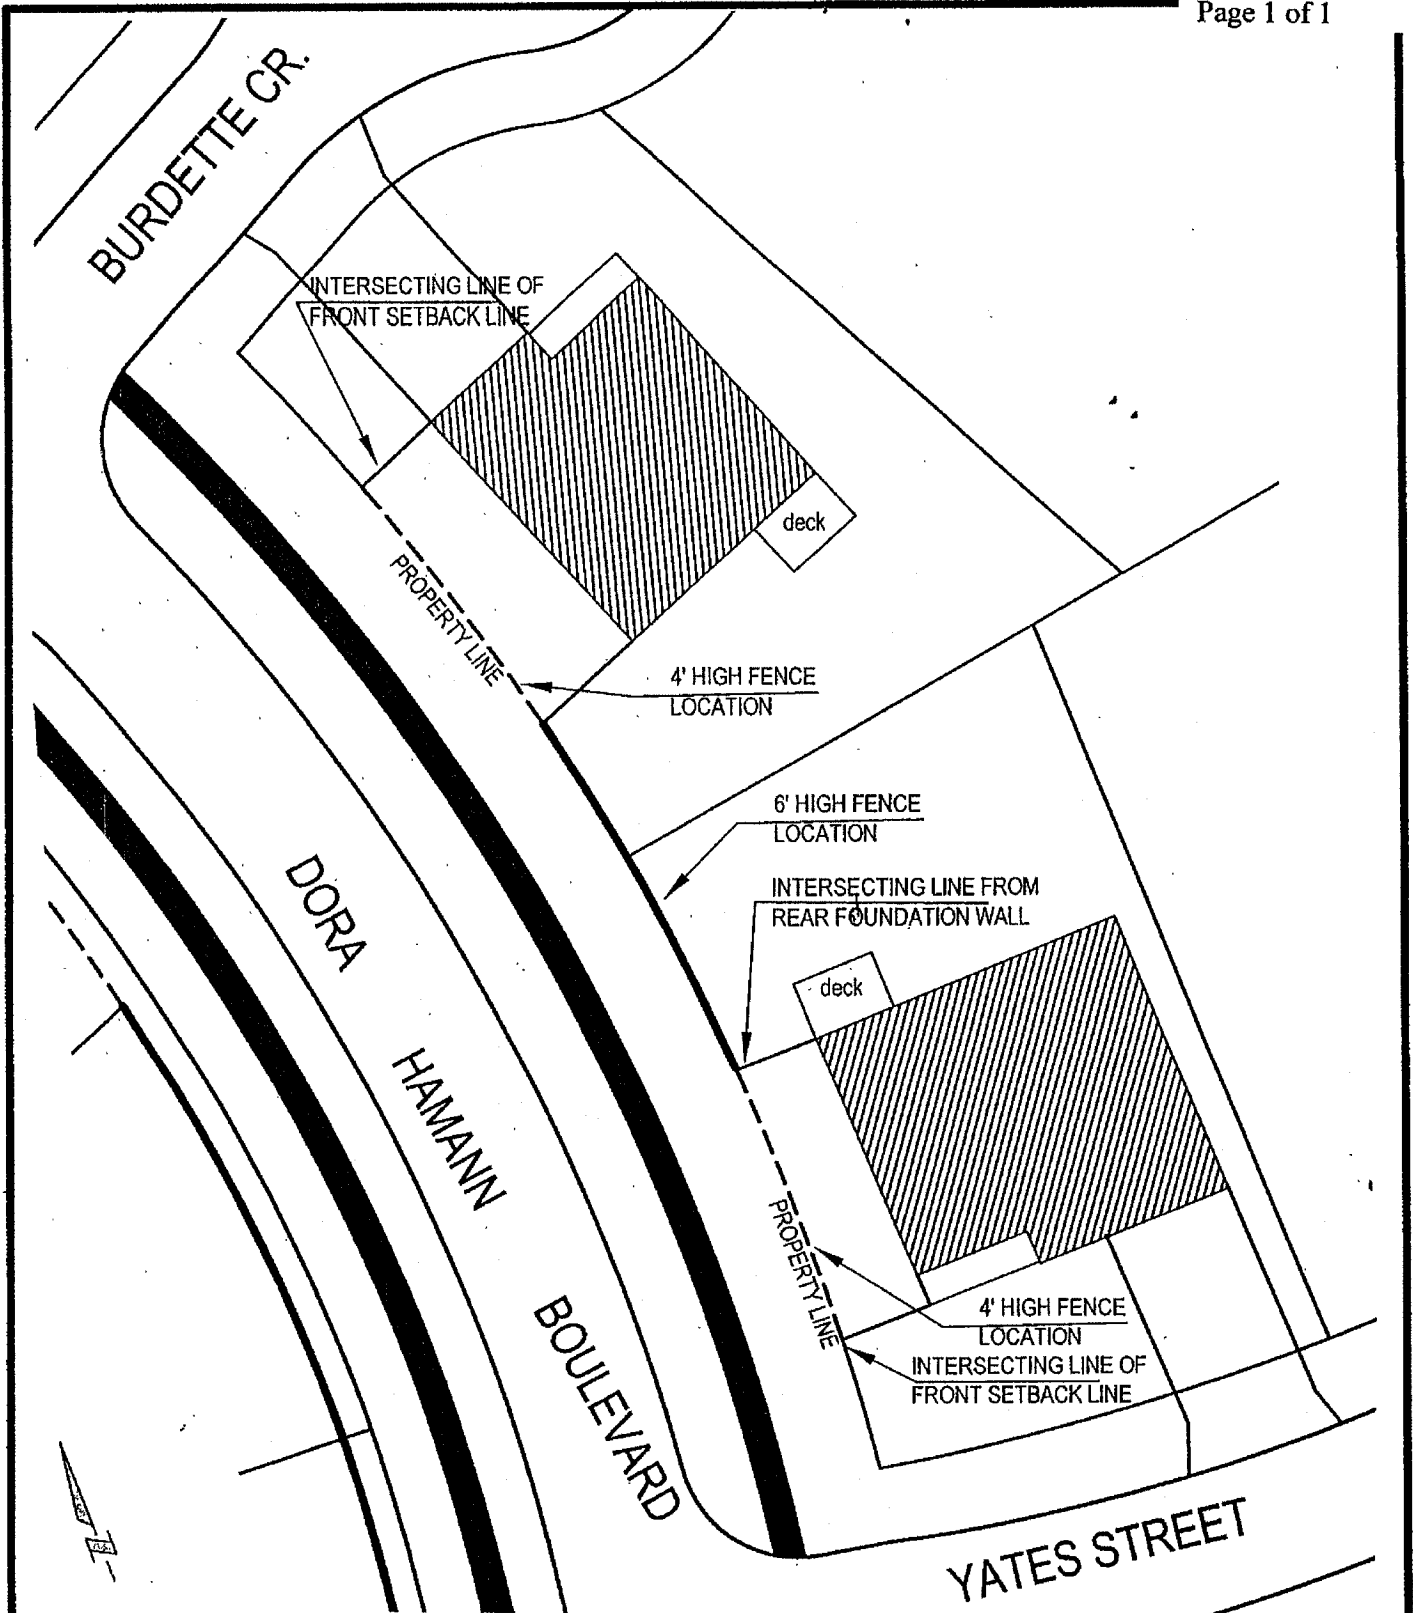 Page 1 of 1
BURDETTE CR.
INTERSECTING LINE OF
FRONT SETBACK LINE
deck
PROPERTY LINE
4' HIGH FENCE
LOCATION
6' HIGH FENCE
LOCATION
INTERSECTING LINE FROM
REAR FOUNDATION WALL
deck
DORA
HAMANN
BOULEVARD
PROPERTY LINE
4' HIGH FENCE
LOCATION
INTERSECTING LINE OF
FRONT SETBACK LINE
YATES STREET